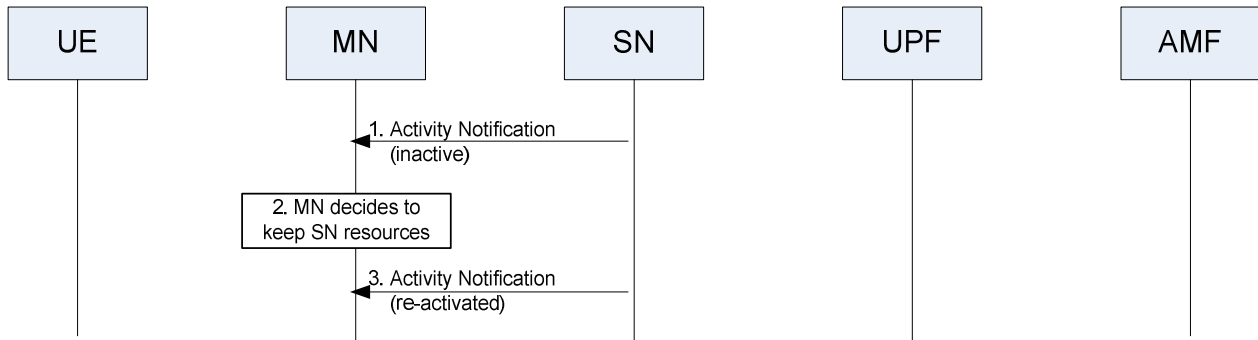 UE
MN
SN
UPF
AMF
1. Activity Notification
(inactive)
2. MN decides to
keep SN resources
3. Activity Notification
(re-activated)